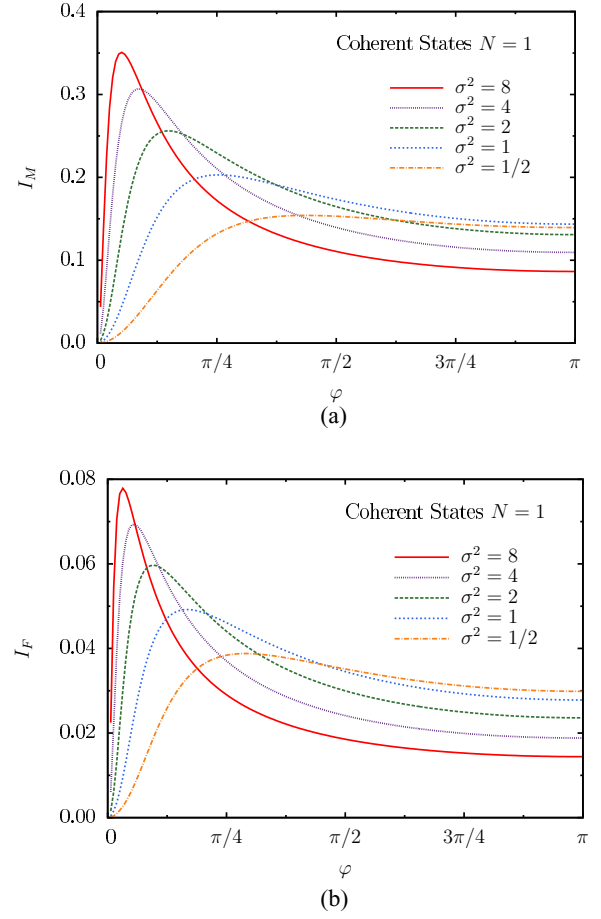 0.4
0.3
0.2
0.1
0.0
I_M
Coherent States N = 1
σ² = 8
σ² = 4
σ² = 2
σ² = 1
σ² = 1/2
0 π/4 π/2 3π/4 π
φ
(a)
0.08
0.06
0.04
0.02
0.00
I_F
Coherent States N = 1
σ² = 8
σ² = 4
σ² = 2
σ² = 1
σ² = 1/2
0 π/4 π/2 3π/4 π
φ
(b)